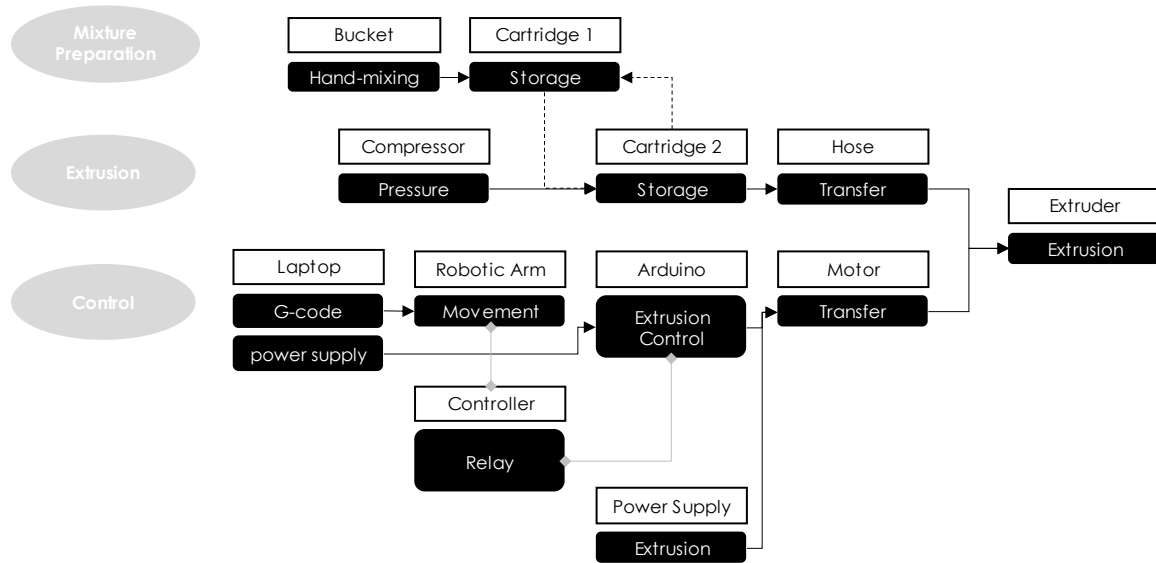 Mixture
Preparation
Bucket
Cartridge 1
Hand-mixing
Storage
Extrusion
Compressor
Cartridge 2
Hose
Pressure
Storage
Transfer
Extruder
Extrusion
Control
Laptop
Robotic Arm
Arduino
Motor
G-code
Movement
Extrusion
Control
Transfer
power supply
Controller
Relay
Power Supply
Extrusion